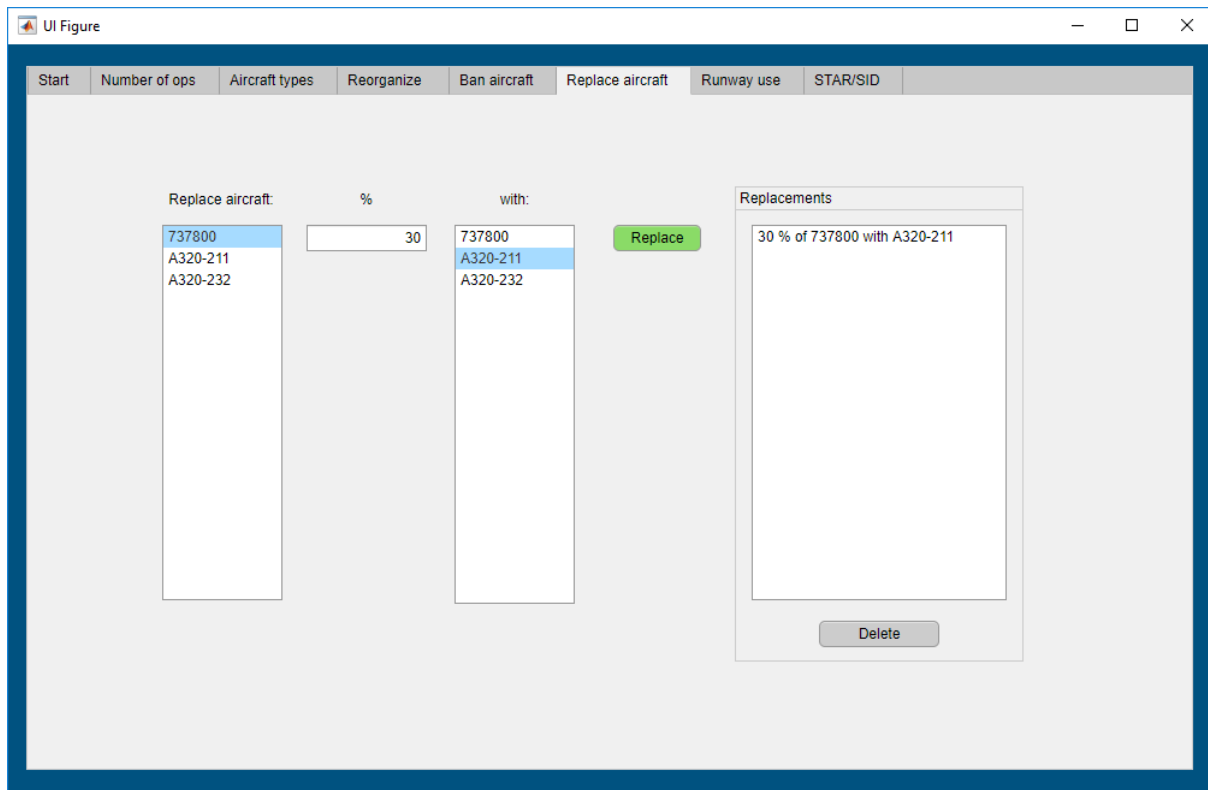 UI Figure
Start Number of ops Aircraft types Reorganize Ban aircraft Replace aircraft Runway use STAR/SID
Replace aircraft: % with: Replacements
737800 30 737800 Replace 30 % of 737800 with A320-211
A320-211 A320-211
A320-232 A320-232
Delete